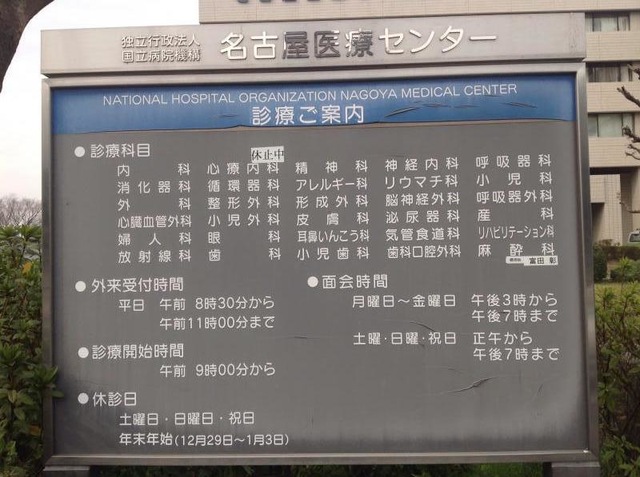 独立行政法人
国立病院機構 名古屋医療センター
NATIONAL HOSPITAL ORGANIZATION NAGOYA MEDICAL CENTER
診療ご案内
●診療科目
休止中
内科 心療内科 精神科 神経内科 呼吸器科
消化器科 循環器科 アレルギー科 リウマチ科 小児科
外科 整形外科 形成外科 脳神経外科 呼吸器外科
心臓血管外科 小児外科 皮膚科 泌尿器科 産科
婦人科 眼科 耳鼻いんこう科 気管食道科 リハビリテーション科
放射線科 歯科 小児歯科 歯科口腔外科 麻酔科
富田 彰
●外来受付時間
平日 午前 8時30分から
午前11時00分まで
●診療開始時間
午前 9時00分から
●休診日
土曜日・日曜日・祝日
年末年始(12月29日～1月3日)
●面会時間
月曜日～金曜日 午後3時から
午後7時まで
土曜・日曜・祝日 正午から
午後7時まで